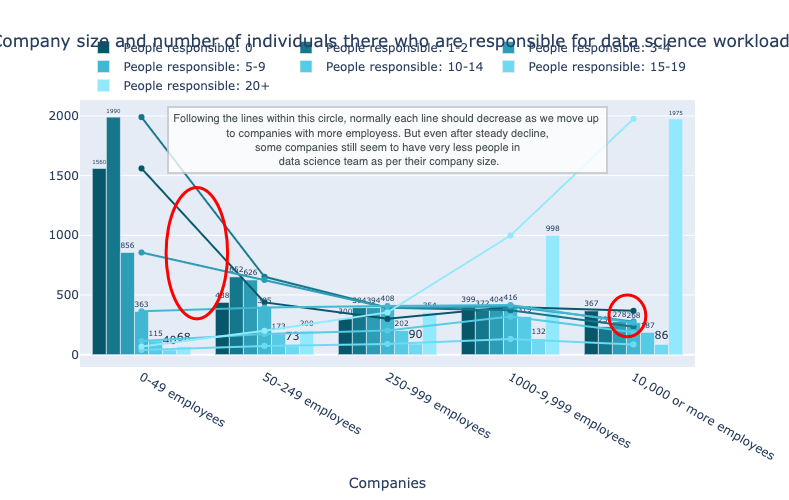 Company size and number of individuals there who are responsible for data science workload
People responsible: 0
People responsible: 1-2
People responsible: 3-4
People responsible: 5-9
People responsible: 10-14
People responsible: 15-19
People responsible: 20+
Following the lines within this circle, normally each line should decrease as we move up
to companies with more employess. But even after steady decline,
some companies still seem to have very less people in
data science team as per their company size.
2000
1500
1000
500
0
1990
1560
856
363
115
68
438
652
626
395
173
73
200
300
394
394
408
202
90
354
399
372
404
416
132
998
367
278
268
187
86
1975
0-49 employees
50-249 employees
250-999 employees
1000-9,999 employees
10,000 or more employees
Companies